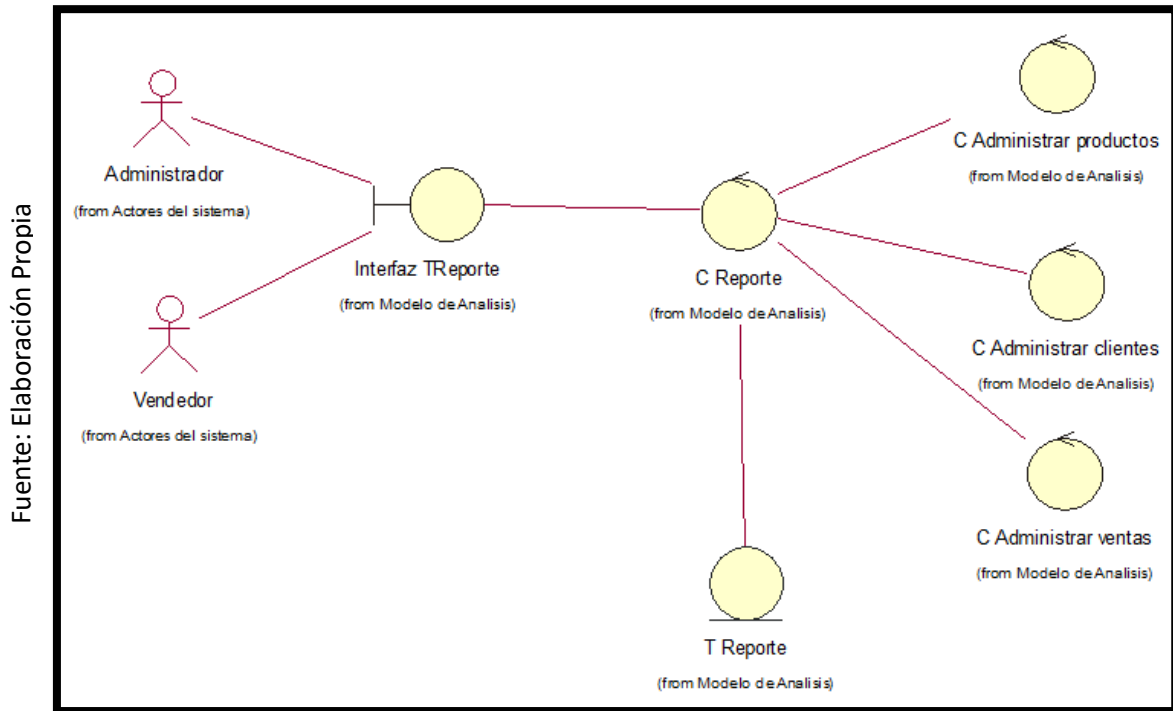 Fuente: Elaboración Propia
Administrador
(from Actores del sistema)
Vendedor
(from Actores del sistema)
Interfaz TReporte
(from Modelo de Analisis)
C Reporte
(from Modelo de Analisis)
T Reporte
(from Modelo de Analisis)
C Administrar productos
(from Modelo de Analisis)
C Administrar clientes
(from Modelo de Analisis)
C Administrar ventas
(from Modelo de Analisis)